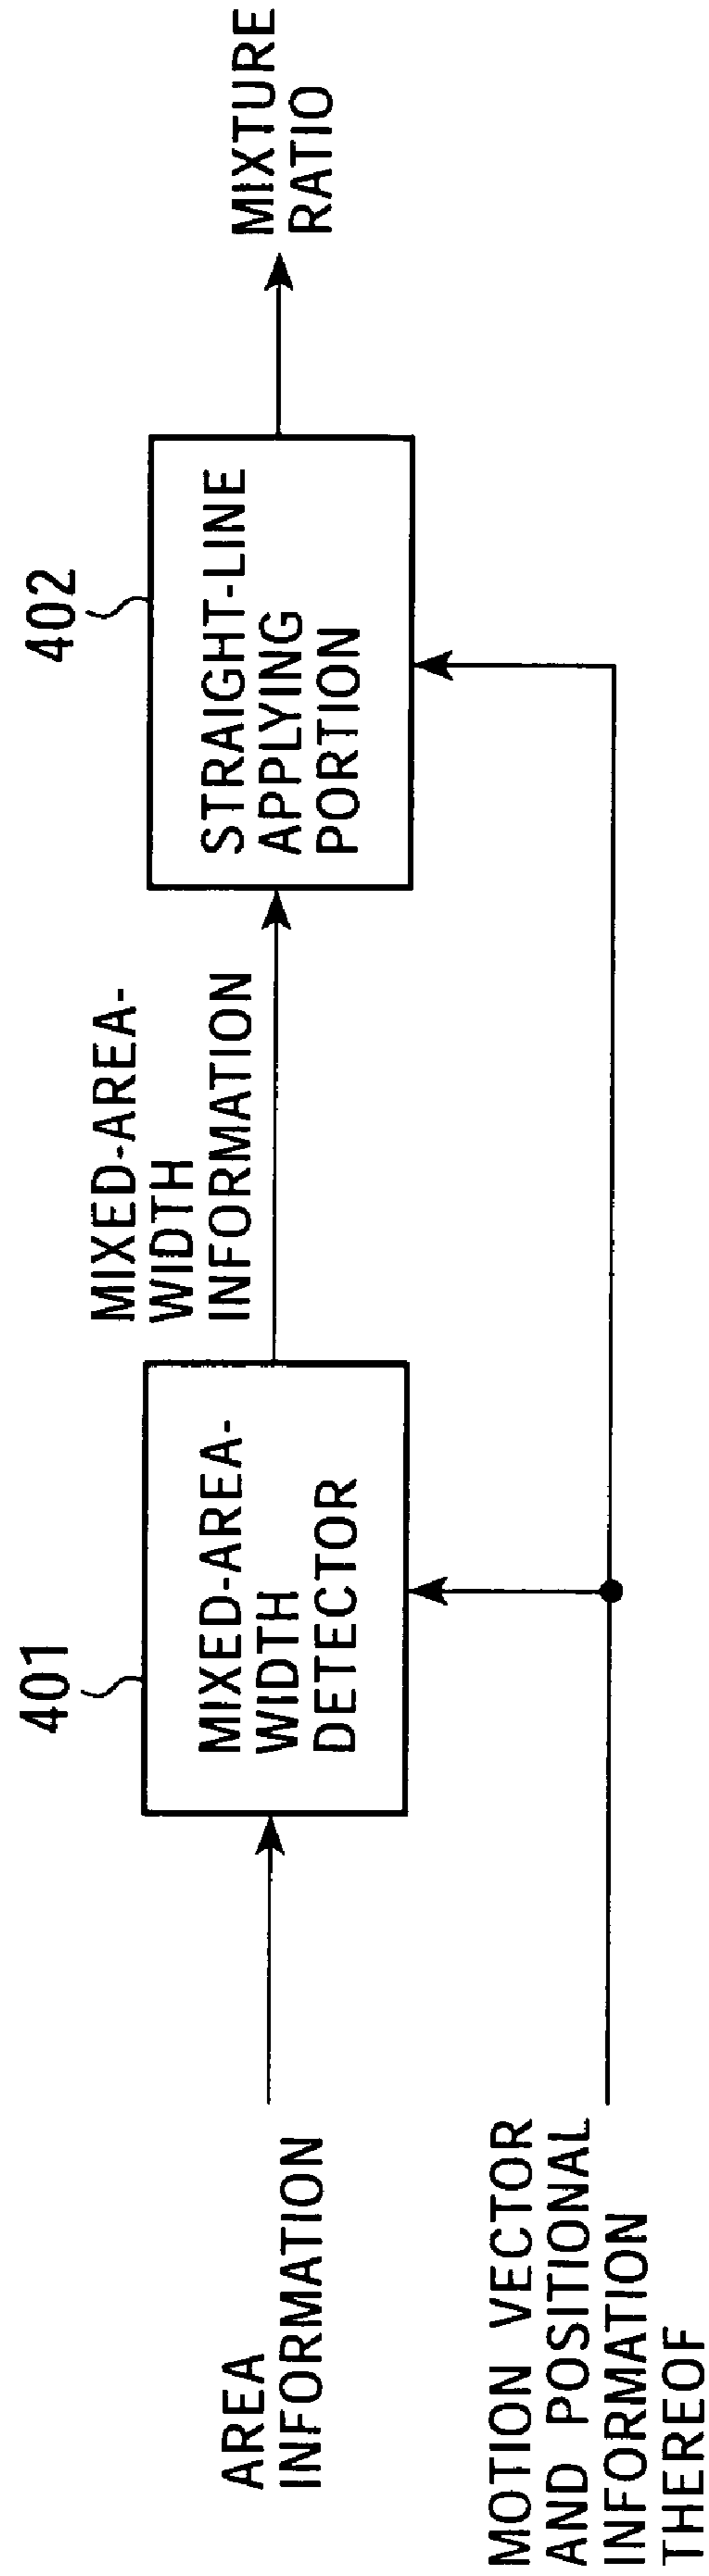 AREA
INFORMATION
MOTION VECTOR
AND POSITIONAL
INFORMATION
THEREOF
401
MIXED-AREA-
WIDTH
DETECTOR
MIXED-AREA-
WIDTH
INFORMATION
402
STRAIGHT-LINE
APPLYING
PORTION
MIXTURE
RATIO